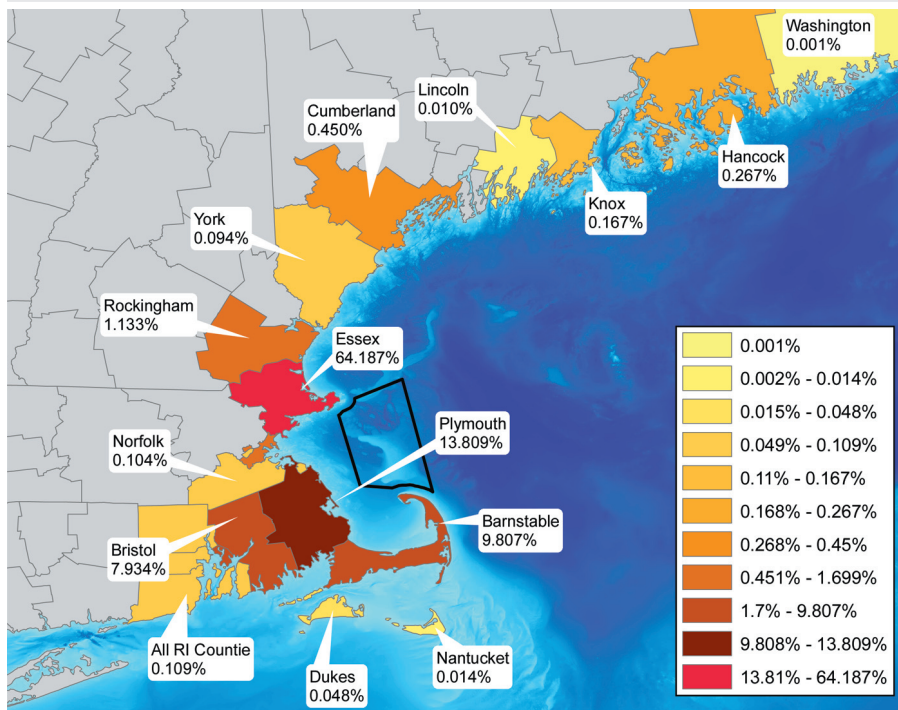 Washington
0.001%
Lincoln
0.010%
Cumberland
0.450%
Hancock
0.267%
Knox
0.167%
York
0.094%
Rockingham
1.133%
Essex
64.187%
Plymouth
13.809%
Norfolk
0.104%
Barnstable
9.807%
Bristol
7.934%
All RI Countie
0.109%
Dukes
0.048%
Nantucket
0.014%
0.001%
0.002% - 0.014%
0.015% - 0.048%
0.049% - 0.109%
0.11% - 0.167%
0.168% - 0.267%
0.268% - 0.45%
0.451% - 1.699%
1.7% - 9.807%
9.808% - 13.809%
13.81% - 64.187%